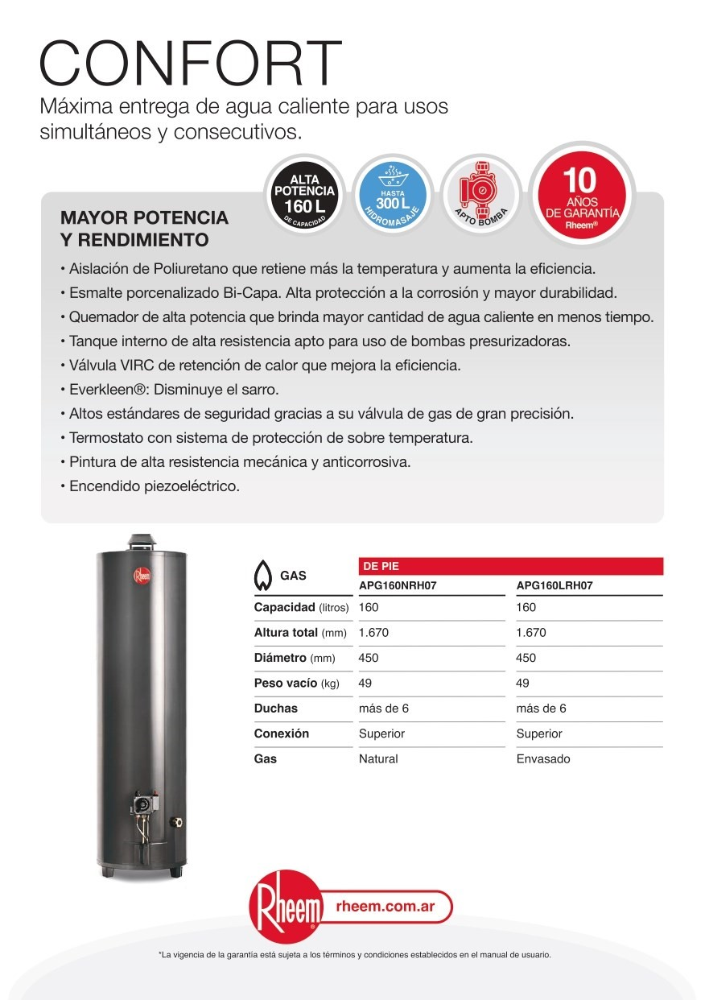 CONFORT
Máxima entrega de agua caliente para usos
simultáneos y consecutivos.
ALTA
POTENCIA
160 L
DE CAPACIDAD
HASTA
300 L
HIDROMASAJE
APTO BOMBA
10
AÑOS
DE GARANTÍA
Rheem®
MAYOR POTENCIA
Y RENDIMIENTO
• Aislación de Poliuretano que retiene más la temperatura y aumenta la eficiencia.
• Esmalte porcenalizado Bi-Capa. Alta protección a la corrosión y mayor durabilidad.
• Quemador de alta potencia que brinda mayor cantidad de agua caliente en menos tiempo.
• Tanque interno de alta resistencia apto para uso de bombas presurizadoras.
• Válvula VIRC de retención de calor que mejora la eficiencia.
• Everkleen®: Disminuye el sarro.
• Altos estándares de seguridad gracias a su válvula de gas de gran precisión.
• Termostato con sistema de protección de sobre temperatura.
• Pintura de alta resistencia mecánica y anticorrosiva.
• Encendido piezoeléctrico.
Rheem
DE PIE
GAS APG160NRH07 APG160LRH07
Capacidad (litros) 160 160
Altura total (mm) 1.670 1.670
Diámetro (mm) 450 450
Peso vacío (kg) 49 49
Duchas más de 6 más de 6
Conexión Superior Superior
Gas Natural Envasado
Rheem® rheem.com.ar
*La vigencia de la garantía está sujeta a los términos y condiciones establecidos en el manual de usuario.